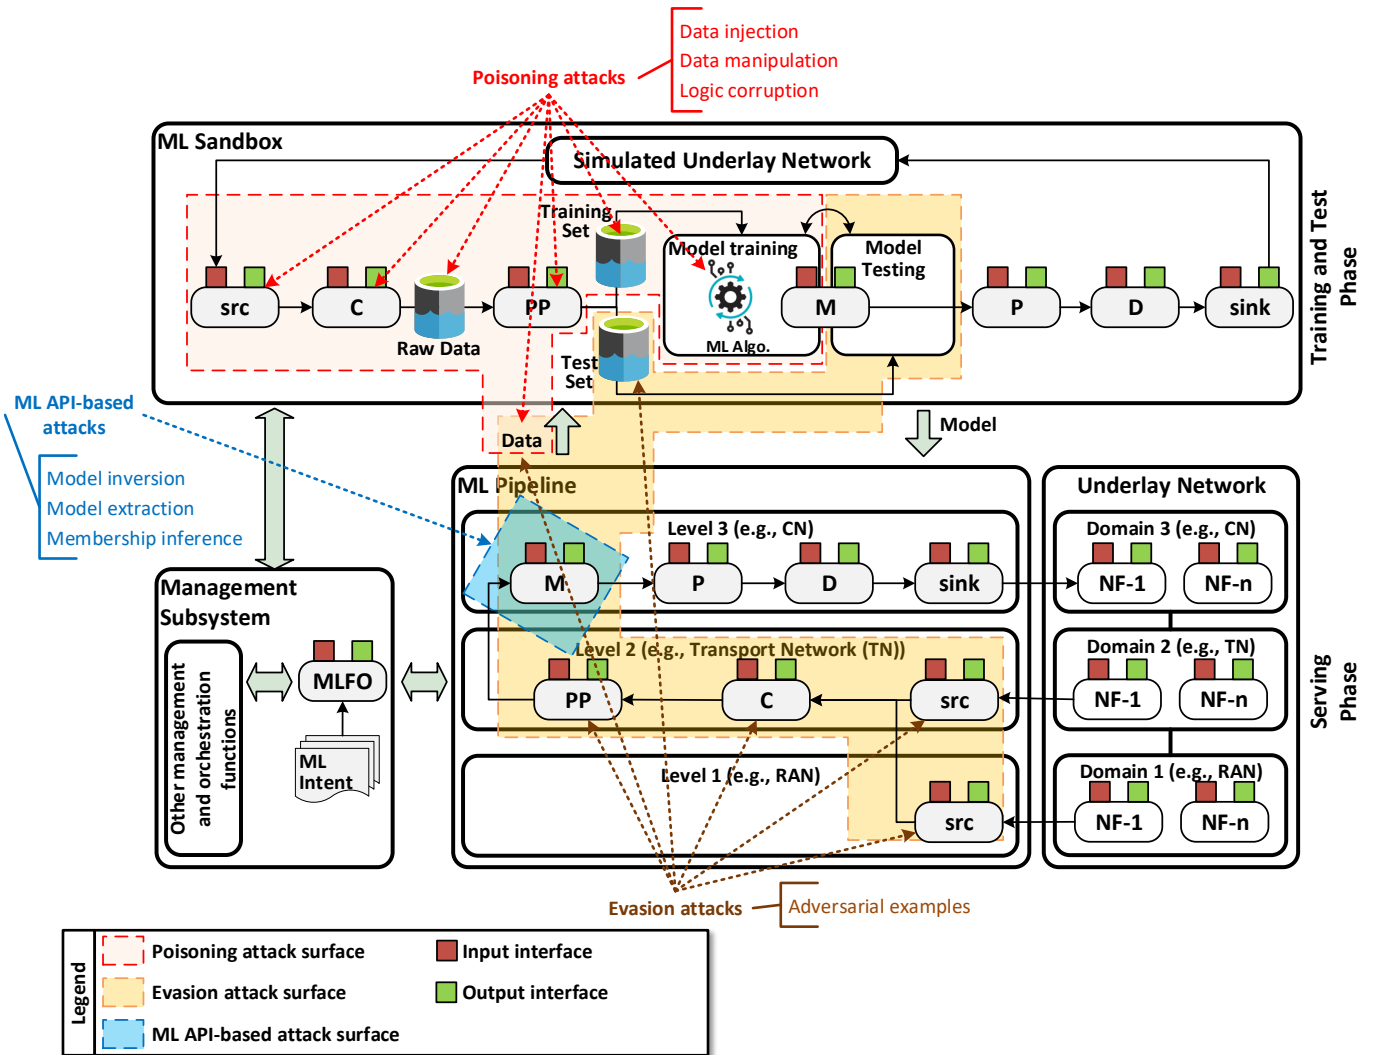 Data injection
Data manipulation
Logic corruption
Poisoning attacks
ML Sandbox
Simulated Underlay Network
Training
Set
Model training
Model
Testing
src
C
PP
M
P
D
sink
Raw Data
ML Algo.
Test
Set
Training and Test
Phase
ML API-based
attacks
Model inversion
Model extraction
Membership inference
Data
Model
ML Pipeline
Underlay Network
Level 3 (e.g., CN)
M
P
D
sink
Domain 3 (e.g., CN)
NF-1
NF-n
Management
Subsystem
Other management
and orchestration
functions
MLFO
ML
Intent
Level 2 (e.g., Transport Network (TN))
PP
C
src
Domain 2 (e.g., TN)
NF-1
NF-n
Level 1 (e.g., RAN)
src
Domain 1 (e.g., RAN)
NF-1
NF-n
Serving
Phase
Evasion attacks
Adversarial examples
Legend
Poisoning attack surface
Input interface
Evasion attack surface
Output interface
ML API-based attack surface